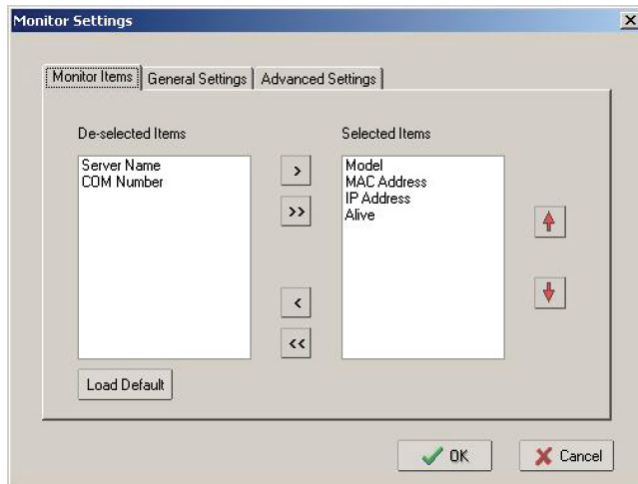 Monitor Settings
Monitor Items General Settings Advanced Settings
De-selected Items
Server Name
COM Number
>
>>
<
<<
Selected Items
Model
MAC Address
IP Address
Alive
Load Default
OK Cancel